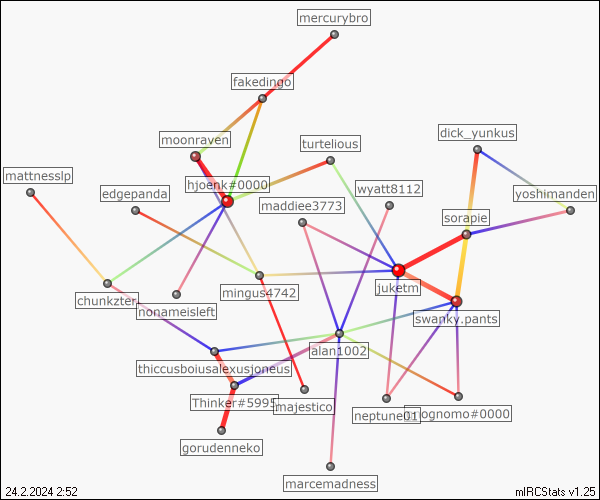 mercurybro
fakedingo
moonraven
turtelious
dick_yunkus
mattnesslp
hjoenk#0000
edgepanda
wyatt8112
yoshimanden
maddiee3773
sorapie
chunkzter
nonameisleft
mingus4742
juketm
swanky.pants
alan1002
thiccusboiusalexusjoneus
Thinker#5995
majestico
neptune01
ognomo#0000
gorudenneko
marcemadness
24.2.2024 2:52
mIRCStats v1.25